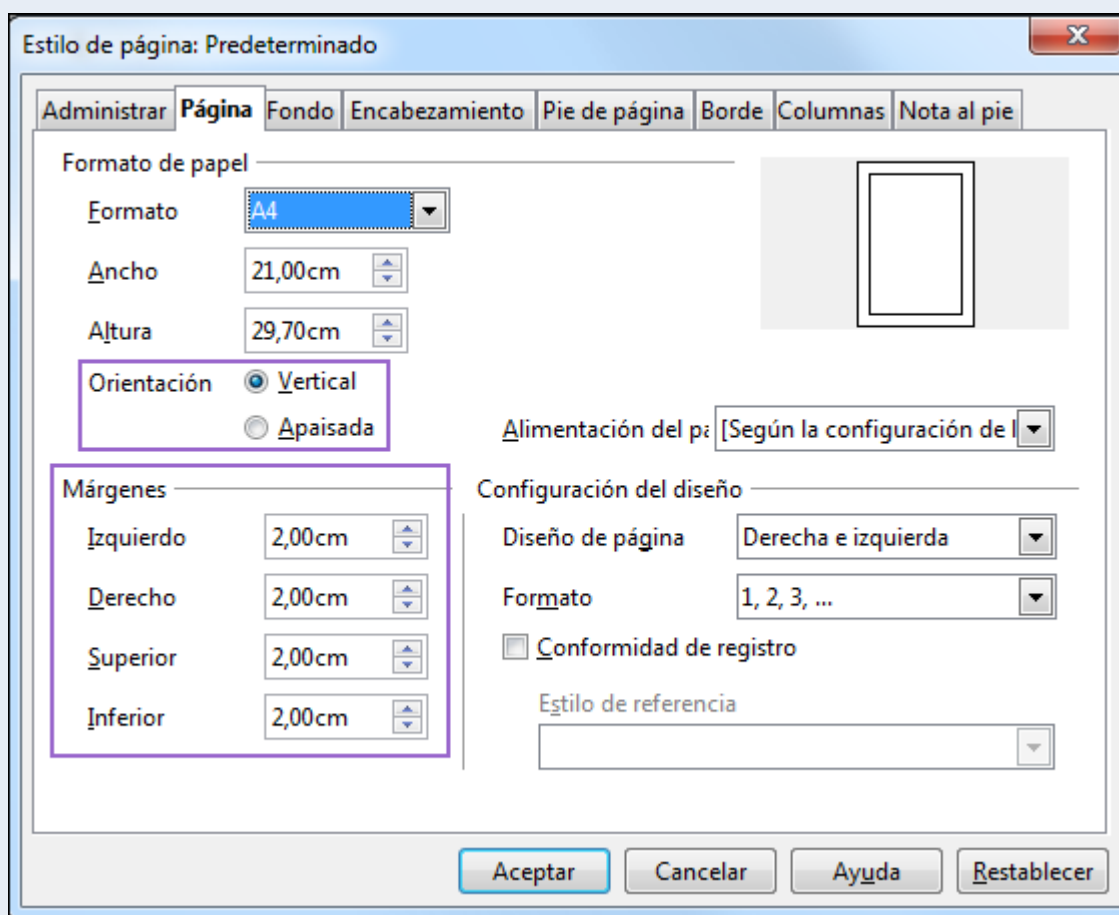 Estilo de página: Predeterminado
Administrar Página Fondo Encabezamiento Pie de página Borde Columnas Nota al pie
Formato de papel
Formato A4
Ancho 21,00cm
Altura 29,70cm
Orientación Vertical
Apaisada
Alimentación del pa [Según la configuración de l
Márgenes
Configuración del diseño
Izquierdo 2,00cm
Diseño de página Derecha e izquierda
Derecho 2,00cm
Formato 1, 2, 3, ...
Superior 2,00cm
Conformidad de registro
Inferior 2,00cm
Estilo de referencia
Aceptar Cancelar Ayuda Restablecer